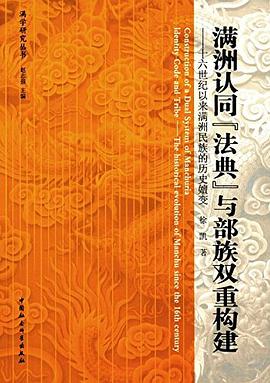 满学研究丛书
赵志强 主编
满洲认同『法典』与部族双重构建
——十六世纪以来满洲民族的历史嬗变
徐凯 著
Construction of a Dual System of Manchuria
Identity Code and Tribe——The historical evolution of Manchu since the 16th century
中国社会科学出版社